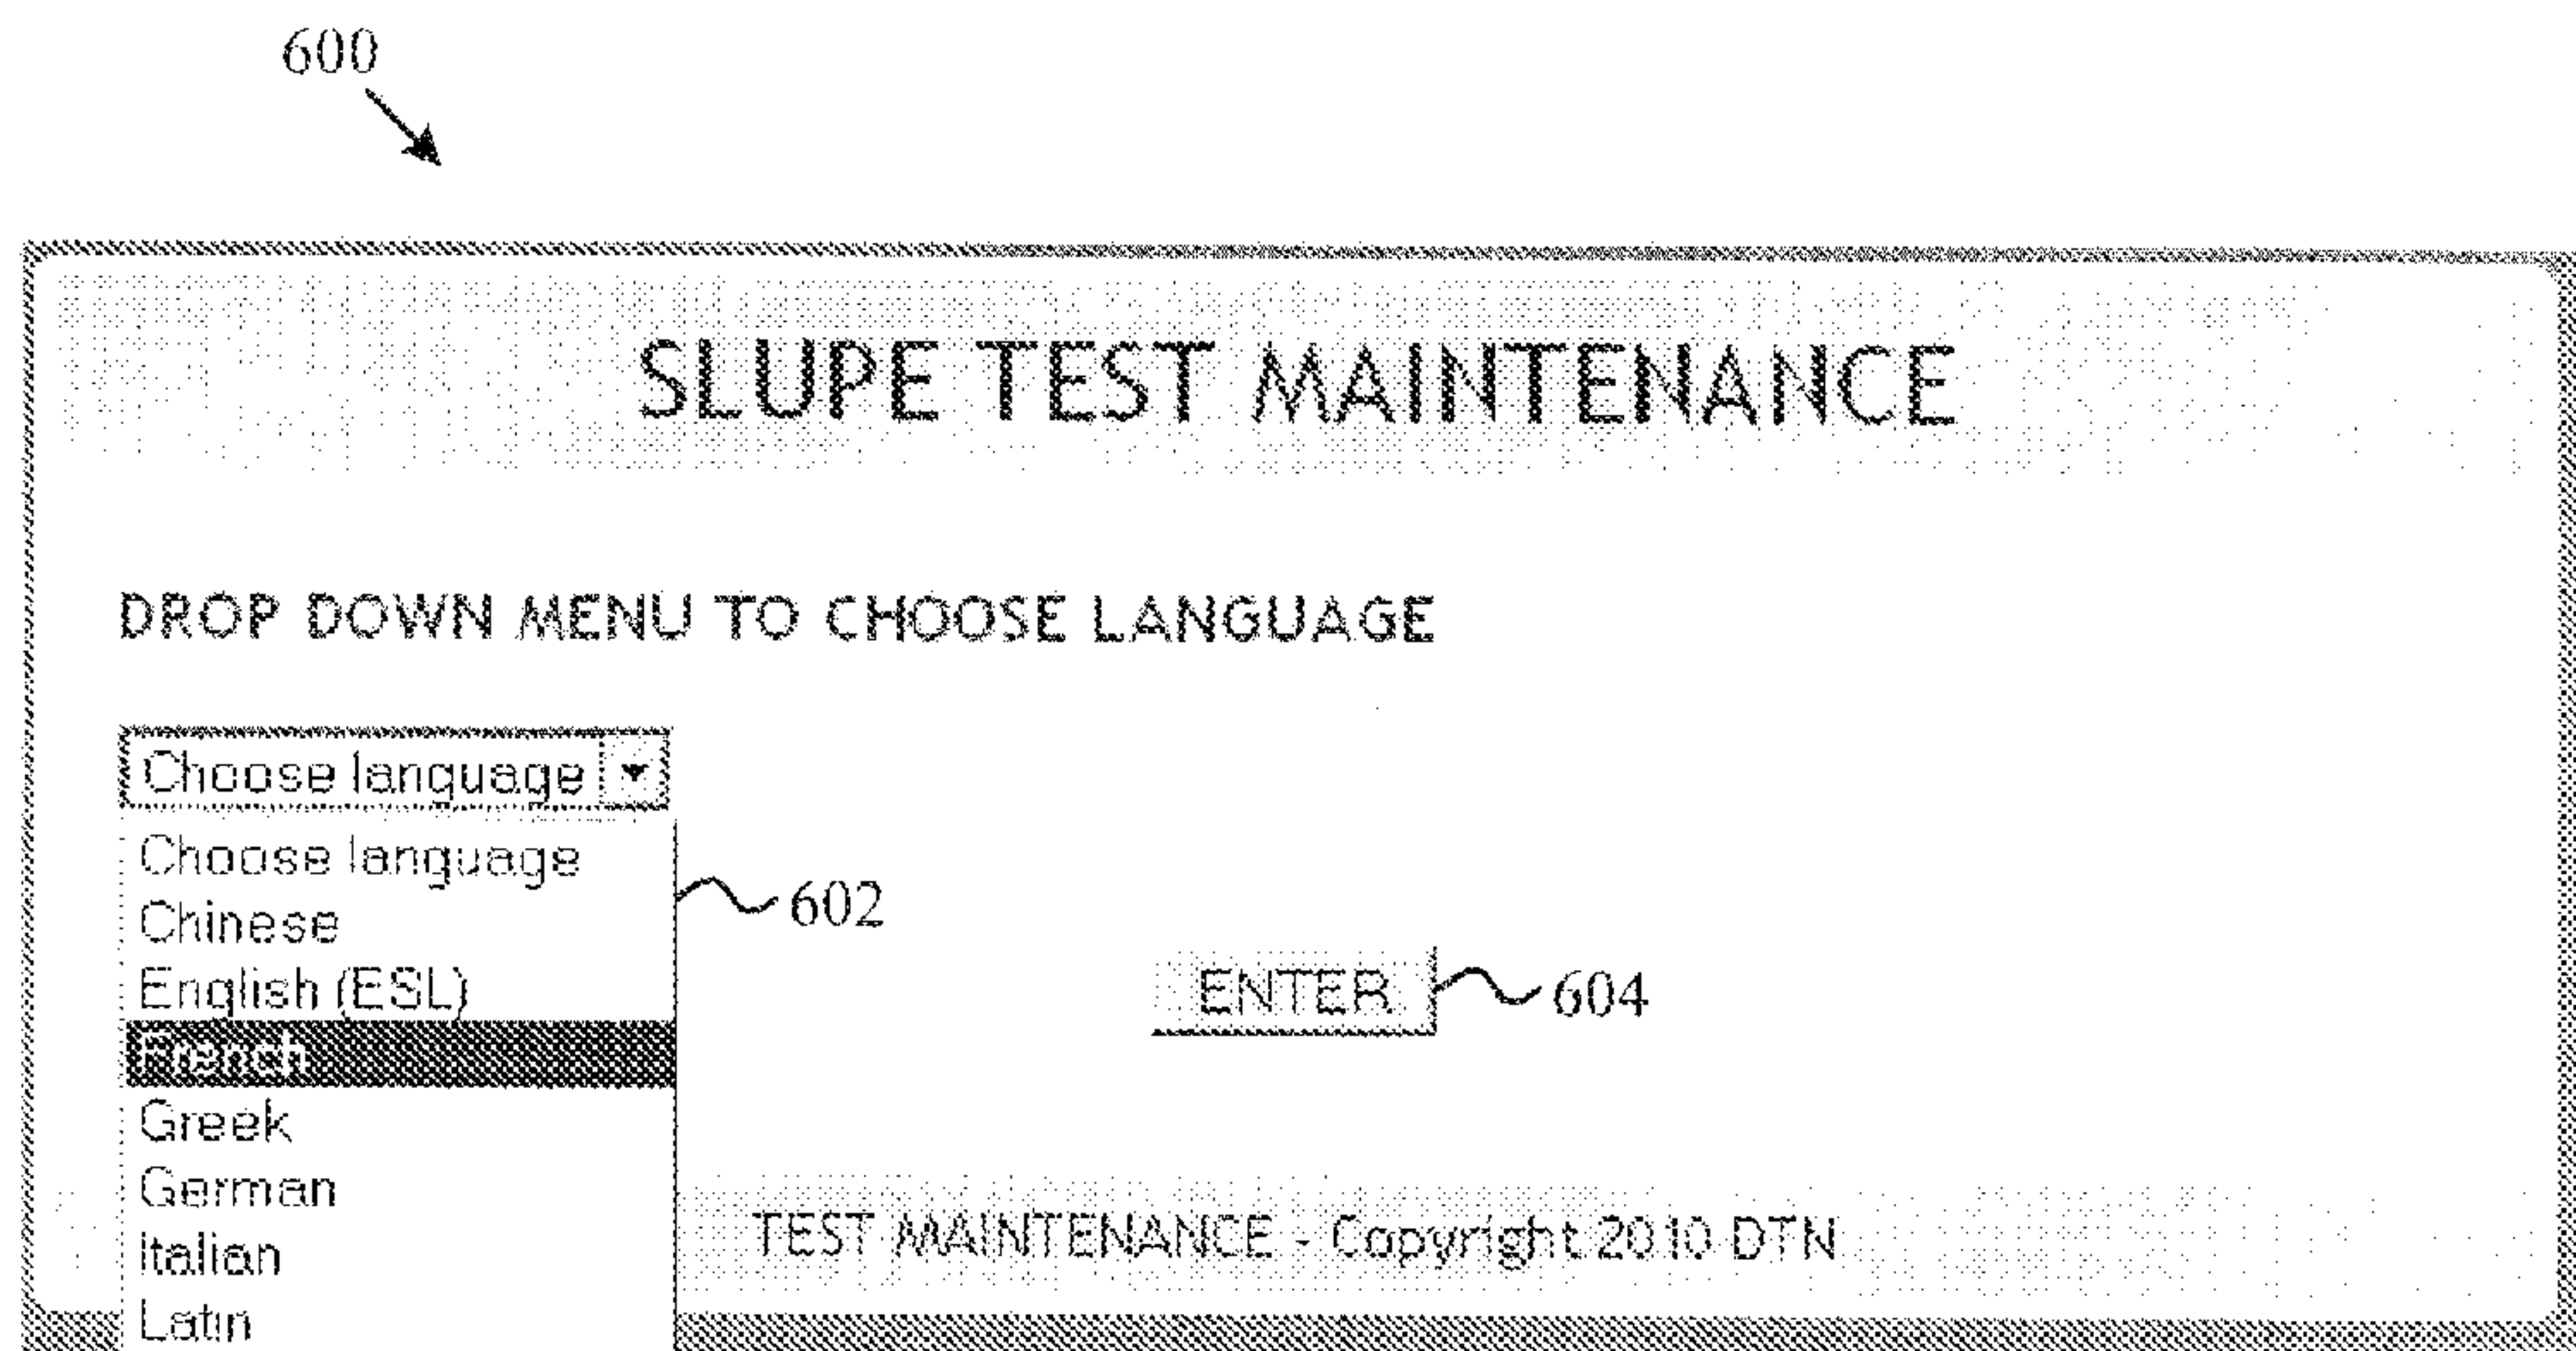 600
SLUPE TEST MAINTENANCE
DROP DOWN MENU TO CHOOSE LANGUAGE
Choose language
Choose language
Chinese
602
English (ESL)
ENTER
604
French
Greek
German
Italian
TEST MAINTENANCE - Copyright 2010 DTN
Latin